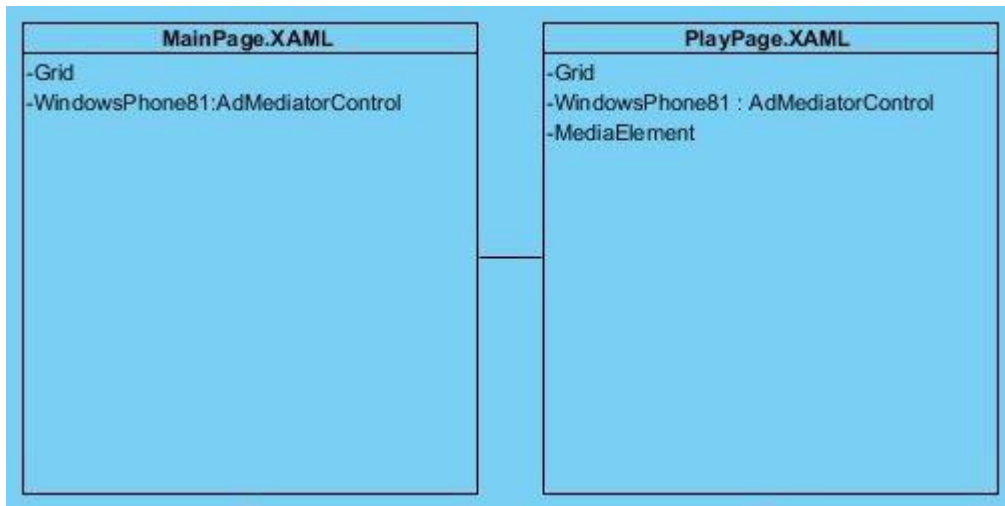 MainPage.XAML
-Grid
-WindowsPhone81:AdMediatorControl
PlayPage.XAML
-Grid
-WindowsPhone81 : AdMediatorControl
-MediaElement